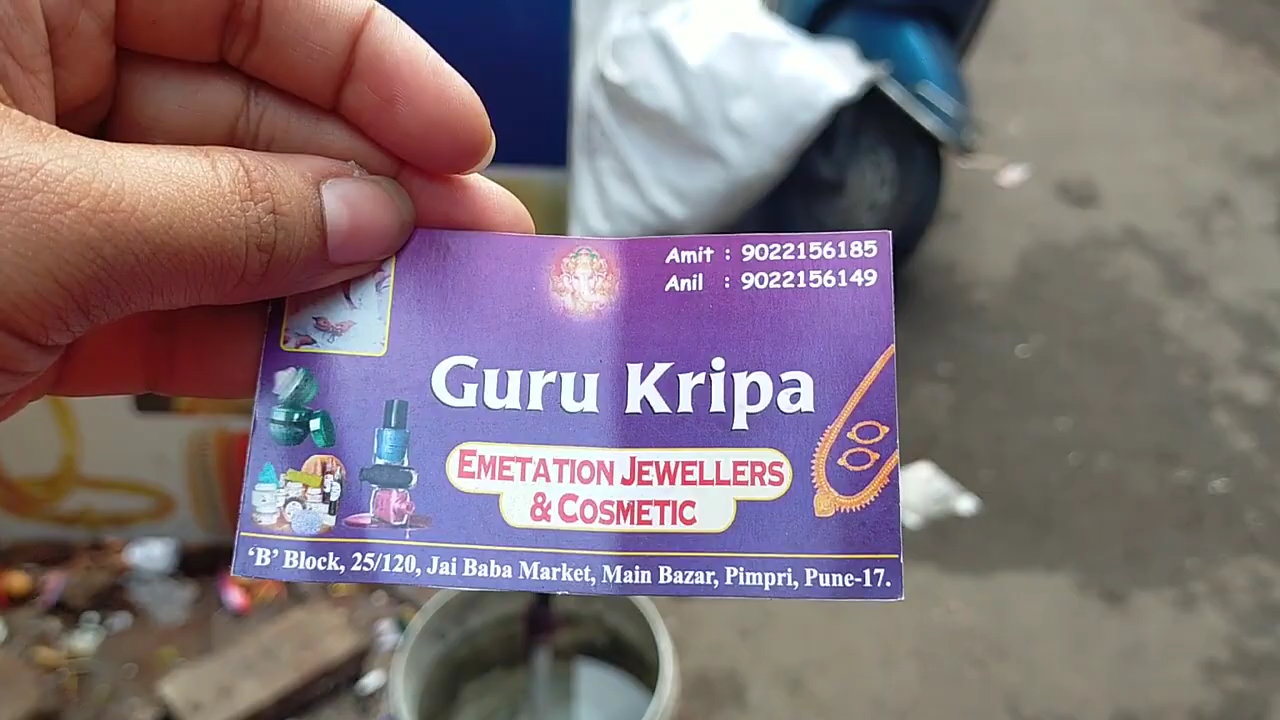 Amit : 9022156185
Anil : 9022156149
Guru Kripa
EMETATION JEWELLERS
& COSMETIC
'B' Block, 25/120, Jai Baba Market, Main Bazar, Pimpri, Pune-17.